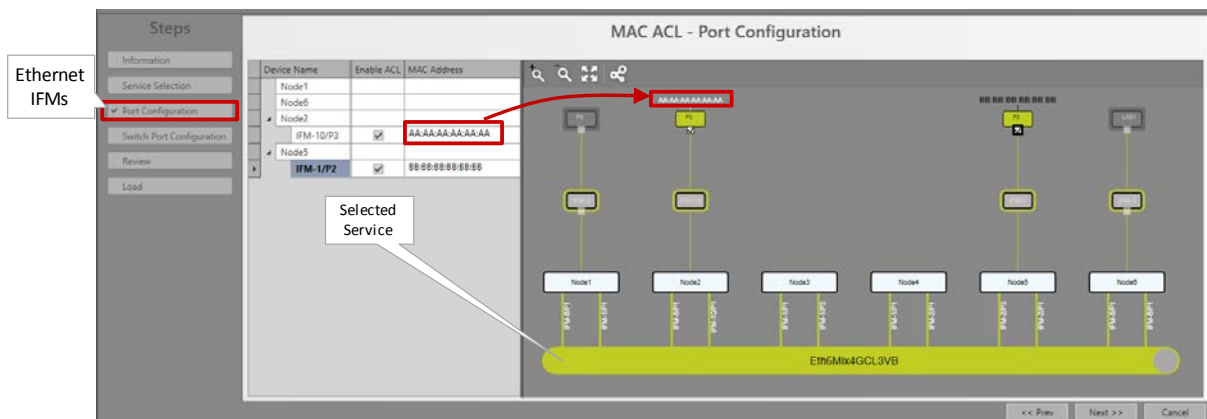 Ethernet
IFMs
Steps
Information
Service Selection
Port Configuration
Switch Port Configuration
Review
Load
MAC ACL - Port Configuration
Device Name Enable ACL MAC Address
Node1
Node6
Node2
IFM-10/P3 AA:AA:AA:AA:AA:AA
Node5
IFM-1/P2 BB:BB:BB:BB:BB:BB
Selected
Service
AA:AA:AA:AA:AA:AA BB:BB:BB:BB:BB:BB
P3 P2 LAG1
Node1 Node2 Node3 Node4 Node5 Node6
Eth6Mix4GCL3VB
<< Prev Next >> Cancel